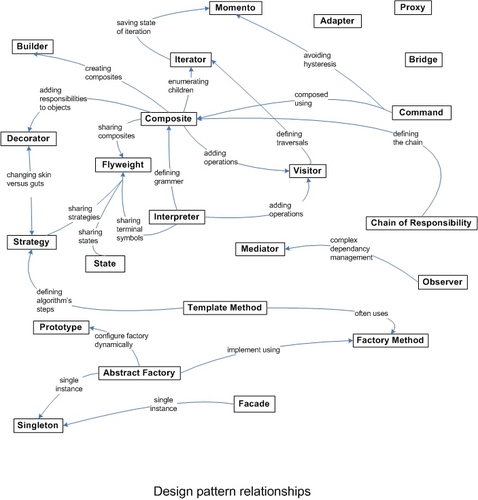 Momento
Proxy
Adapter
saving state
of iteration
Builder
Iterator
avoiding
hysteresis
Bridge
creating
composites
enumerating
children
adding
responsibilities
to objects
composed
using
Command
Composite
sharing
composites
defining
traversals
defining
the chain
Decorator
adding
operations
Flyweight
Visitor
changing skin
versus guts
defining
grammer
sharing
strategies
adding
operations
sharing
terminal
symbols
Interpreter
Chain of Responsibility
sharing
states
Strategy
Mediator
complex
dependancy
management
State
Observer
defining
algorithm's
steps
Template Method
often uses
Prototype
configure factory
dynamically
Factory Method
implement using
Abstract Factory
single
instance
single
instance
Facade
Singleton
Design pattern relationships